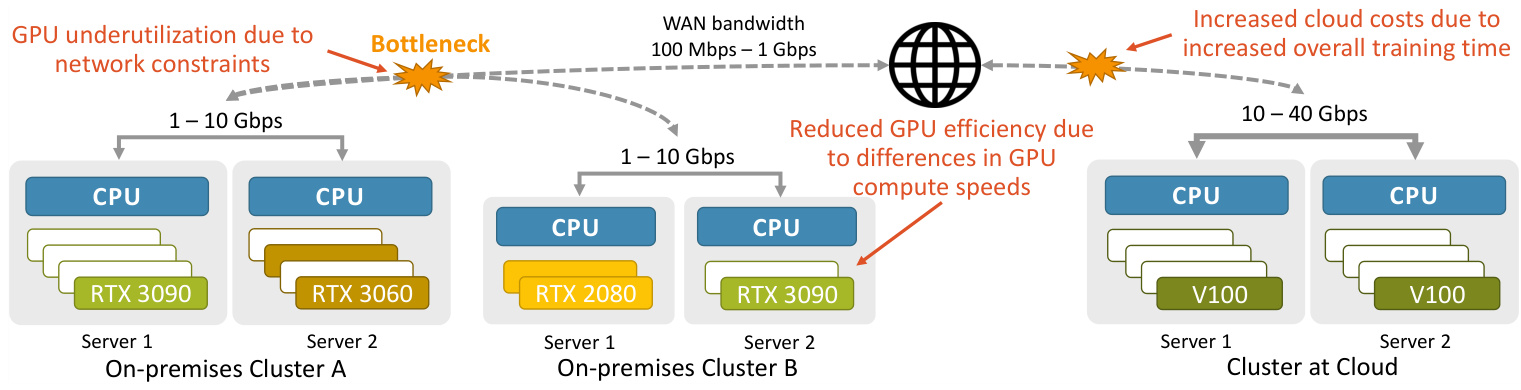 GPU underutilization due to
network constraints
Bottleneck
WAN bandwidth
100 Mbps – 1 Gbps
Increased cloud costs due to
increased overall training time
1 – 10 Gbps
CPU
CPU
RTX 3090
RTX 3060
Server 1
Server 2
On-premises Cluster A
1 – 10 Gbps
Reduced GPU efficiency due
to differences in GPU
compute speeds
CPU
CPU
RTX 2080
RTX 3090
Server 1
Server 2
On-premises Cluster B
10 – 40 Gbps
CPU
CPU
V100
V100
Server 1
Server 2
Cluster at Cloud